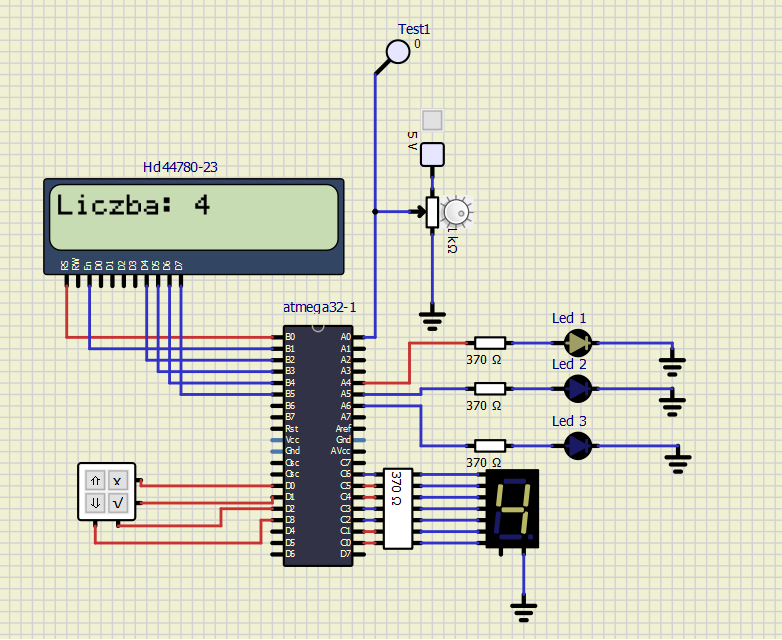 Test1
0
5 V
Hd44780-23
Liczba: 4
RS RW En D0 D1 D2 D3 D4 D5 D6 D7
1 kΩ
atmega32-1
Led 1
B0 A0
B1 A1
370 Ω
B2 A2
Led 2
B3 A3
B4 A4
B5 A5
370 Ω
B6 A6
B7 A7
Led 3
Rst Aref
Vcc Gnd
Gnd AVcc
370 Ω
Osc C7
Osc C6
D0 C5
D1 C4
D2 C3
D3 C2
D4 C1
D5 C0
D6 D7
x
√
370 Ω
4